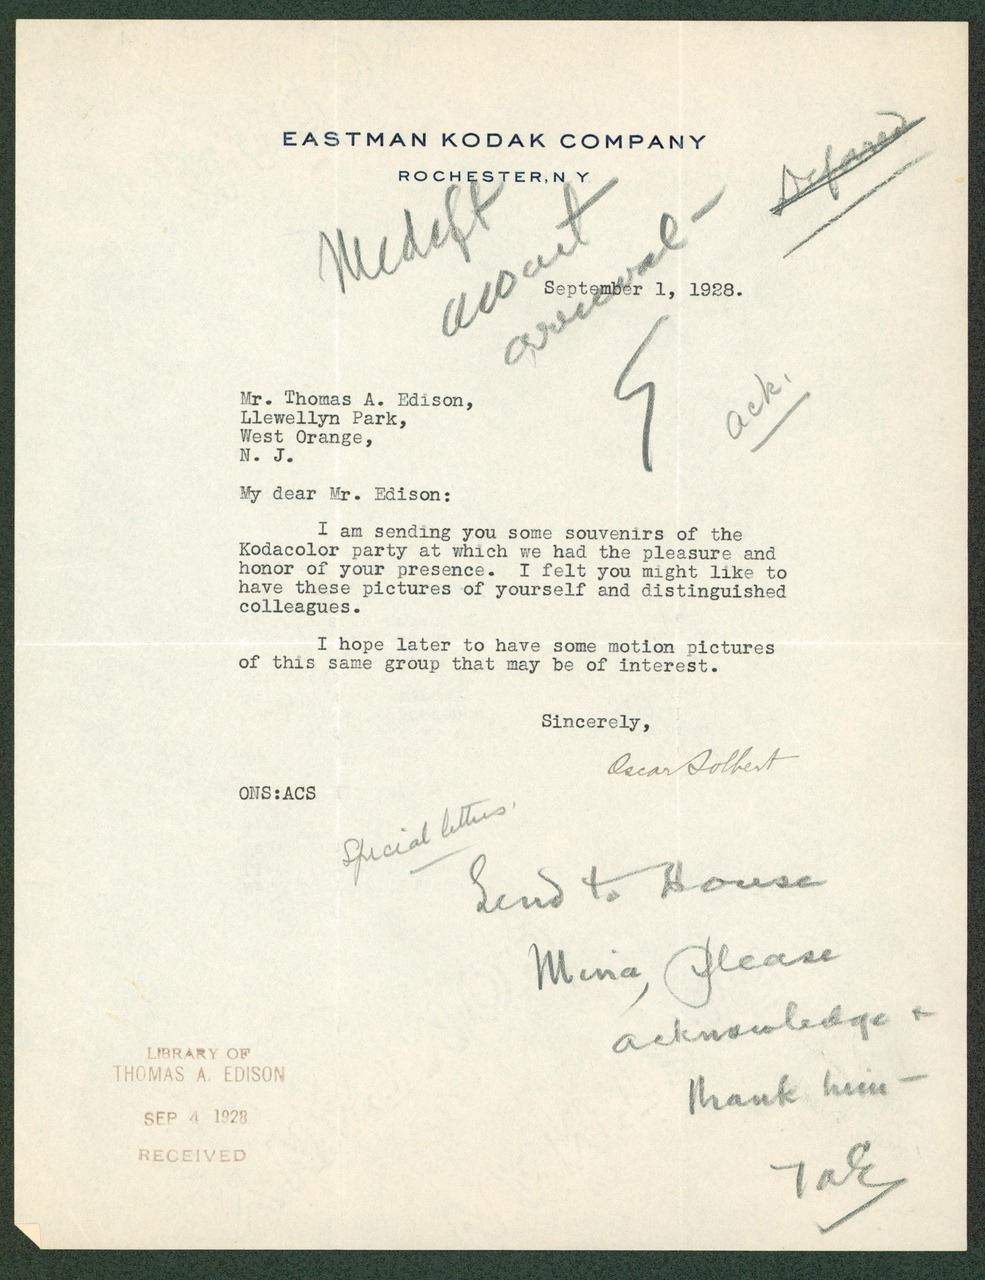 EASTMAN KODAK COMPANY
ROCHESTER, N Y
Deferred
await
arrival —
September 1, 1928.
ack.
Mr. Thomas A. Edison,
Llewellyn Park,
West Orange,
N. J.
My dear Mr. Edison:
I am sending you some souvenirs of the
Kodacolor party at which we had the pleasure and
honor of your presence. I felt you might like to
have these pictures of yourself and distinguished
colleagues.
I hope later to have some motion pictures
of this same group that may be of interest.
Sincerely,
Oscar Solbert
ONS:ACS
Special letters
Send to House
Mina, Please
acknowledge +
thank him —
TAE
LIBRARY OF
THOMAS A. EDISON
SEP 4 1928
RECEIVED